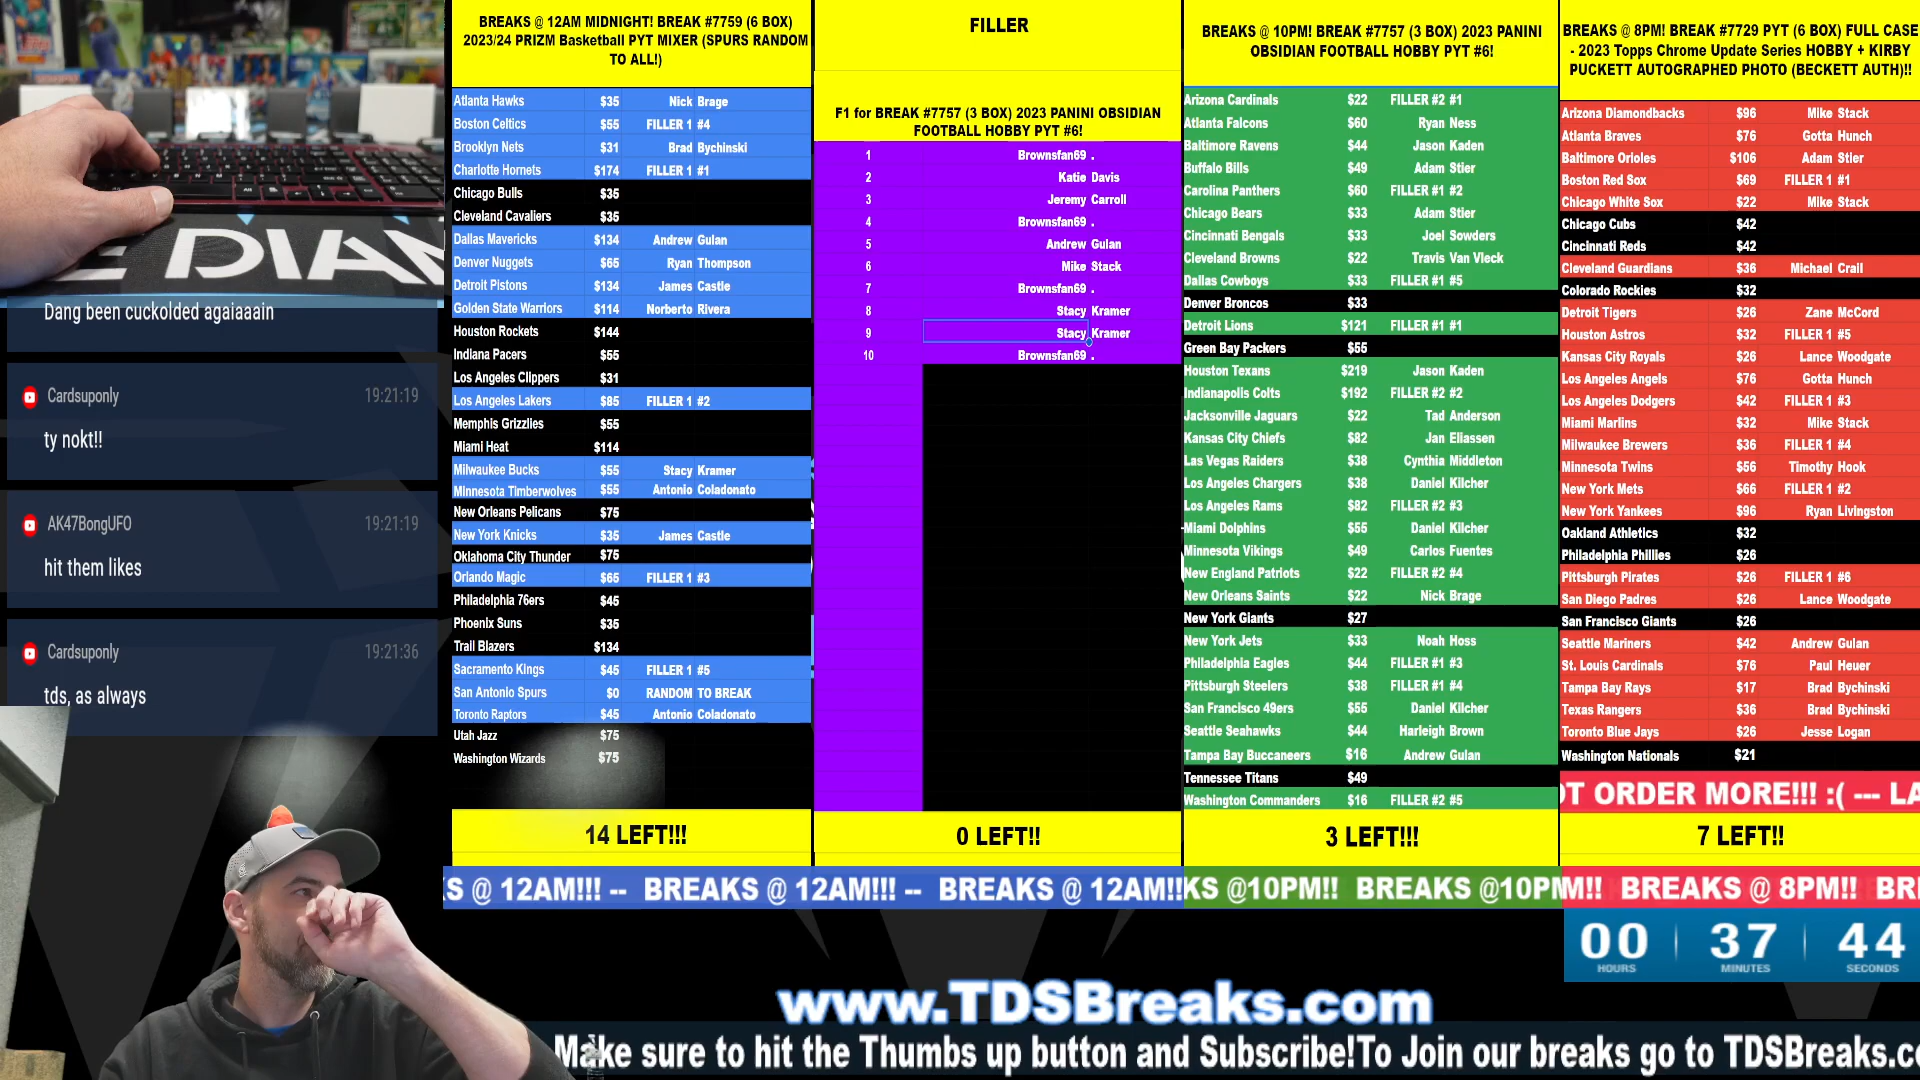 E DIAM
Dang been cuckolded agaiaaain
Cardsuponly 19:21:19
ty nokt!!
AK47BongUFO 19:21:19
hit them likes
Cardsuponly 19:21:36
tds, as always
BREAKS @ 12AM MIDNIGHT! BREAK #7759 (6 BOX)
2023/24 PRIZM Basketball PYT MIXER (SPURS RANDOM
TO ALL!)
Atlanta Hawks $35 Nick Brage
Boston Celtics $55 FILLER 1 #4
Brooklyn Nets $31 Brad Bychinski
Charlotte Hornets $174 FILLER 1 #1
Chicago Bulls $35
Cleveland Cavaliers $35
Dallas Mavericks $134 Andrew Gulan
Denver Nuggets $65 Ryan Thompson
Detroit Pistons $134 James Castle
Golden State Warriors $114 Norberto Rivera
Houston Rockets $144
Indiana Pacers $55
Los Angeles Clippers $31
Los Angeles Lakers $85 FILLER 1 #2
Memphis Grizzlies $55
Miami Heat $114
Milwaukee Bucks $55 Stacy Kramer
Minnesota Timberwolves $55 Antonio Coladonato
New Orleans Pelicans $75
New York Knicks $35 James Castle
Oklahoma City Thunder $75
Orlando Magic $65 FILLER 1 #3
Philadelphia 76ers $45
Phoenix Suns $35
Trail Blazers $134
Sacramento Kings $45 FILLER 1 #5
San Antonio Spurs $0 RANDOM TO BREAK
Toronto Raptors $45 Antonio Coladonato
Utah Jazz $75
Washington Wizards $75
14 LEFT!!!
FILLER
F1 for BREAK #7757 (3 BOX) 2023 PANINI OBSIDIAN
FOOTBALL HOBBY PYT #6!
1 Brownsfan69 .
2 Katie Davis
3 Jeremy Carroll
4 Brownsfan69 .
5 Andrew Gulan
6 Mike Stack
7 Brownsfan69 .
8 Stacy Kramer
9 Stacy Kramer
10 Brownsfan69 .
0 LEFT!!
BREAKS @ 10PM! BREAK #7757 (3 BOX) 2023 PANINI
OBSIDIAN FOOTBALL HOBBY PYT #6!
Arizona Cardinals $22 FILLER #2 #1
Atlanta Falcons $60 Ryan Ness
Baltimore Ravens $44 Jason Kaden
Buffalo Bills $49 Adam Stier
Carolina Panthers $60 FILLER #1 #2
Chicago Bears $33 Adam Stier
Cincinnati Bengals $33 Joel Sowders
Cleveland Browns $22 Travis Van Vleck
Dallas Cowboys $33 FILLER #1 #5
Denver Broncos $33
Detroit Lions $121 FILLER #1 #1
Green Bay Packers $55
Houston Texans $219 Jason Kaden
Indianapolis Colts $192 FILLER #2 #2
Jacksonville Jaguars $22 Tad Anderson
Kansas City Chiefs $82 Jan Eliassen
Las Vegas Raiders $38 Cynthia Middleton
Los Angeles Chargers $38 Daniel Kilcher
Los Angeles Rams $82 FILLER #2 #3
Miami Dolphins $55 Daniel Kilcher
Minnesota Vikings $49 Carlos Fuentes
New England Patriots $22 FILLER #2 #4
New Orleans Saints $22 Nick Brage
New York Giants $27
New York Jets $33 Noah Hoss
Philadelphia Eagles $44 FILLER #1 #3
Pittsburgh Steelers $38 FILLER #1 #4
San Francisco 49ers $55 Daniel Kilcher
Seattle Seahawks $44 Harleigh Brown
Tampa Bay Buccaneers $16 Andrew Gulan
Tennessee Titans $49
Washington Commanders $16 FILLER #2 #5
3 LEFT!!!
BREAKS @ 8PM! BREAK #7729 PYT (6 BOX) FULL CASE
- 2023 Topps Chrome Update Series HOBBY + KIRBY
PUCKETT AUTOGRAPHED PHOTO (BECKETT AUTH)!!
Arizona Diamondbacks $96 Mike Stack
Atlanta Braves $76 Gotta Hunch
Baltimore Orioles $106 Adam Stier
Boston Red Sox $69 FILLER 1 #1
Chicago White Sox $22 Mike Stack
Chicago Cubs $42
Cincinnati Reds $42
Cleveland Guardians $36 Michael Crall
Colorado Rockies $32
Detroit Tigers $26 Zane McCord
Houston Astros $32 FILLER 1 #5
Kansas City Royals $26 Lance Woodgate
Los Angeles Angels $76 Gotta Hunch
Los Angeles Dodgers $42 FILLER 1 #3
Miami Marlins $32 Mike Stack
Milwaukee Brewers $36 FILLER 1 #4
Minnesota Twins $56 Timothy Hook
New York Mets $66 FILLER 1 #2
New York Yankees $96 Ryan Livingston
Oakland Athletics $32
Philadelphia Phillies $26
Pittsburgh Pirates $26 FILLER 1 #6
San Diego Padres $26 Lance Woodgate
San Francisco Giants $26
Seattle Mariners $42 Andrew Gulan
St. Louis Cardinals $76 Paul Heuer
Tampa Bay Rays $17 Brad Bychinski
Texas Rangers $36 Brad Bychinski
Toronto Blue Jays $26 Jesse Logan
Washington Nationals $21
OT ORDER MORE!!! :( --- LA
7 LEFT!!
KS @ 12AM!!! -- BREAKS @ 12AM!!! -- BREAKS @ 12AM!!
KS @10PM!! BREAKS @10PM!!
BREAKS @ 8PM!! BRE
00 37 44
HOURS MINUTES SECONDS
www.TDSBreaks.com
Make sure to hit the Thumbs up button and Subscribe!To Join our breaks go to TDSBreaks.co